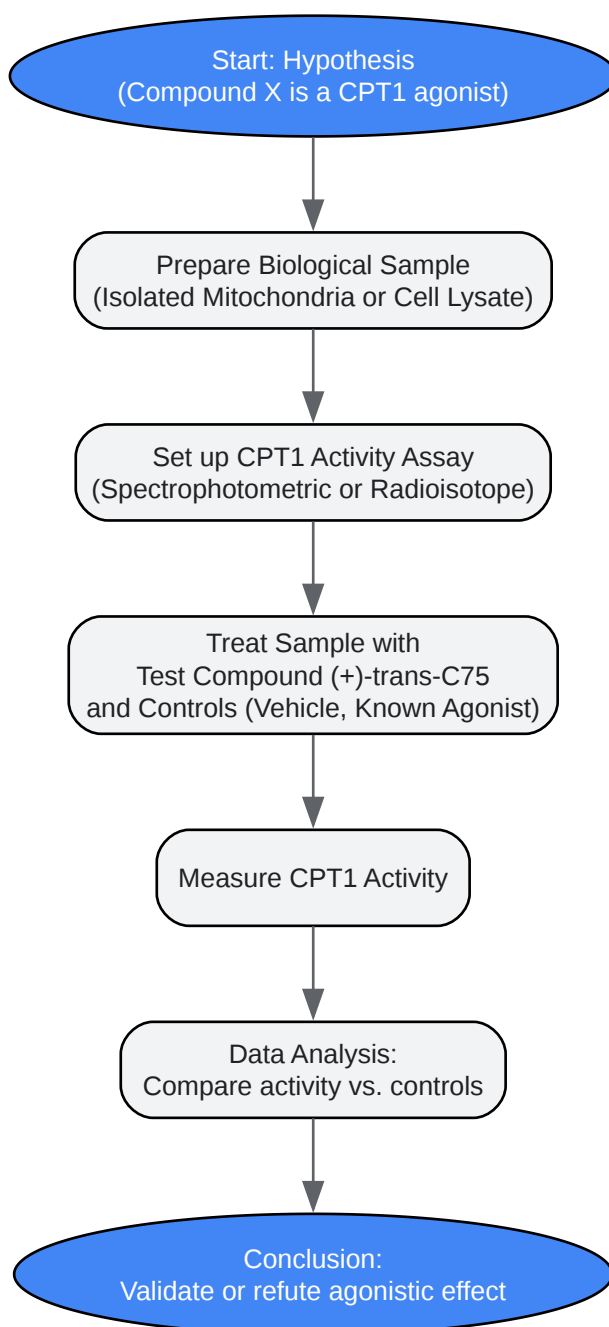 Start: Hypothesis
(Compound X is a CPT1 agonist)
Prepare Biological Sample
(Isolated Mitochondria or Cell Lysate)
Set up CPT1 Activity Assay
(Spectrophotometric or Radioisotope)
Treat Sample with
Test Compound (+)-trans-C75
and Controls (Vehicle, Known Agonist)
Measure CPT1 Activity
Data Analysis:
Compare activity vs. controls
Conclusion:
Validate or refute agonistic effect